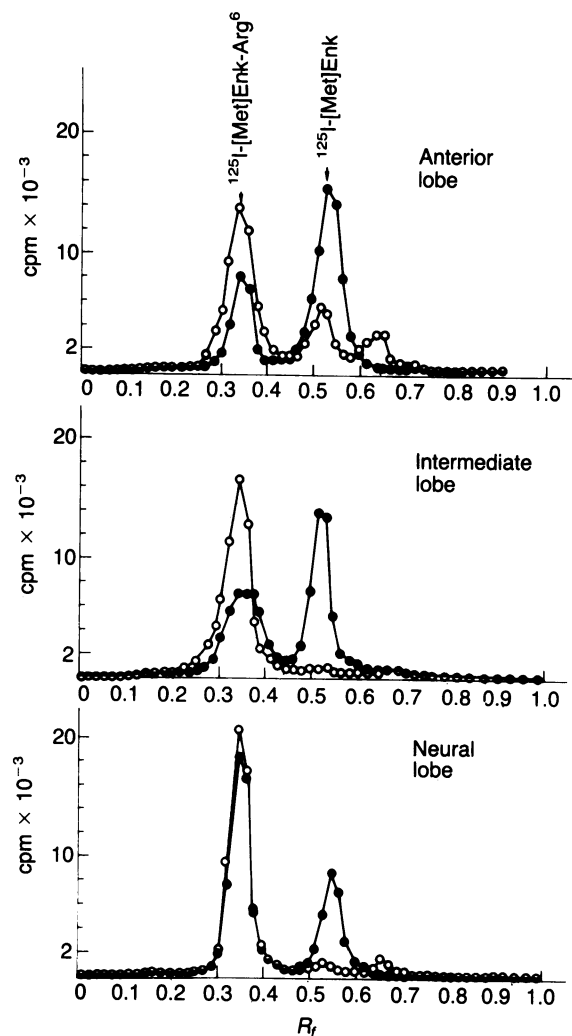 ¹²⁵I-[Met]Enk-Arg⁶
¹²⁵I-[Met]Enk
Anterior
lobe
cpm × 10⁻³
20
10
2
0 0.1 0.2 0.3 0.4 0.5 0.6 0.7 0.8 0.9 1.0
Intermediate
lobe
cpm × 10⁻³
20
10
2
0 0.1 0.2 0.3 0.4 0.5 0.6 0.7 0.8 0.9 1.0
Neural
lobe
cpm × 10⁻³
20
10
2
0 0.1 0.2 0.3 0.4 0.5 0.6 0.7 0.8 0.9 1.0
Rf